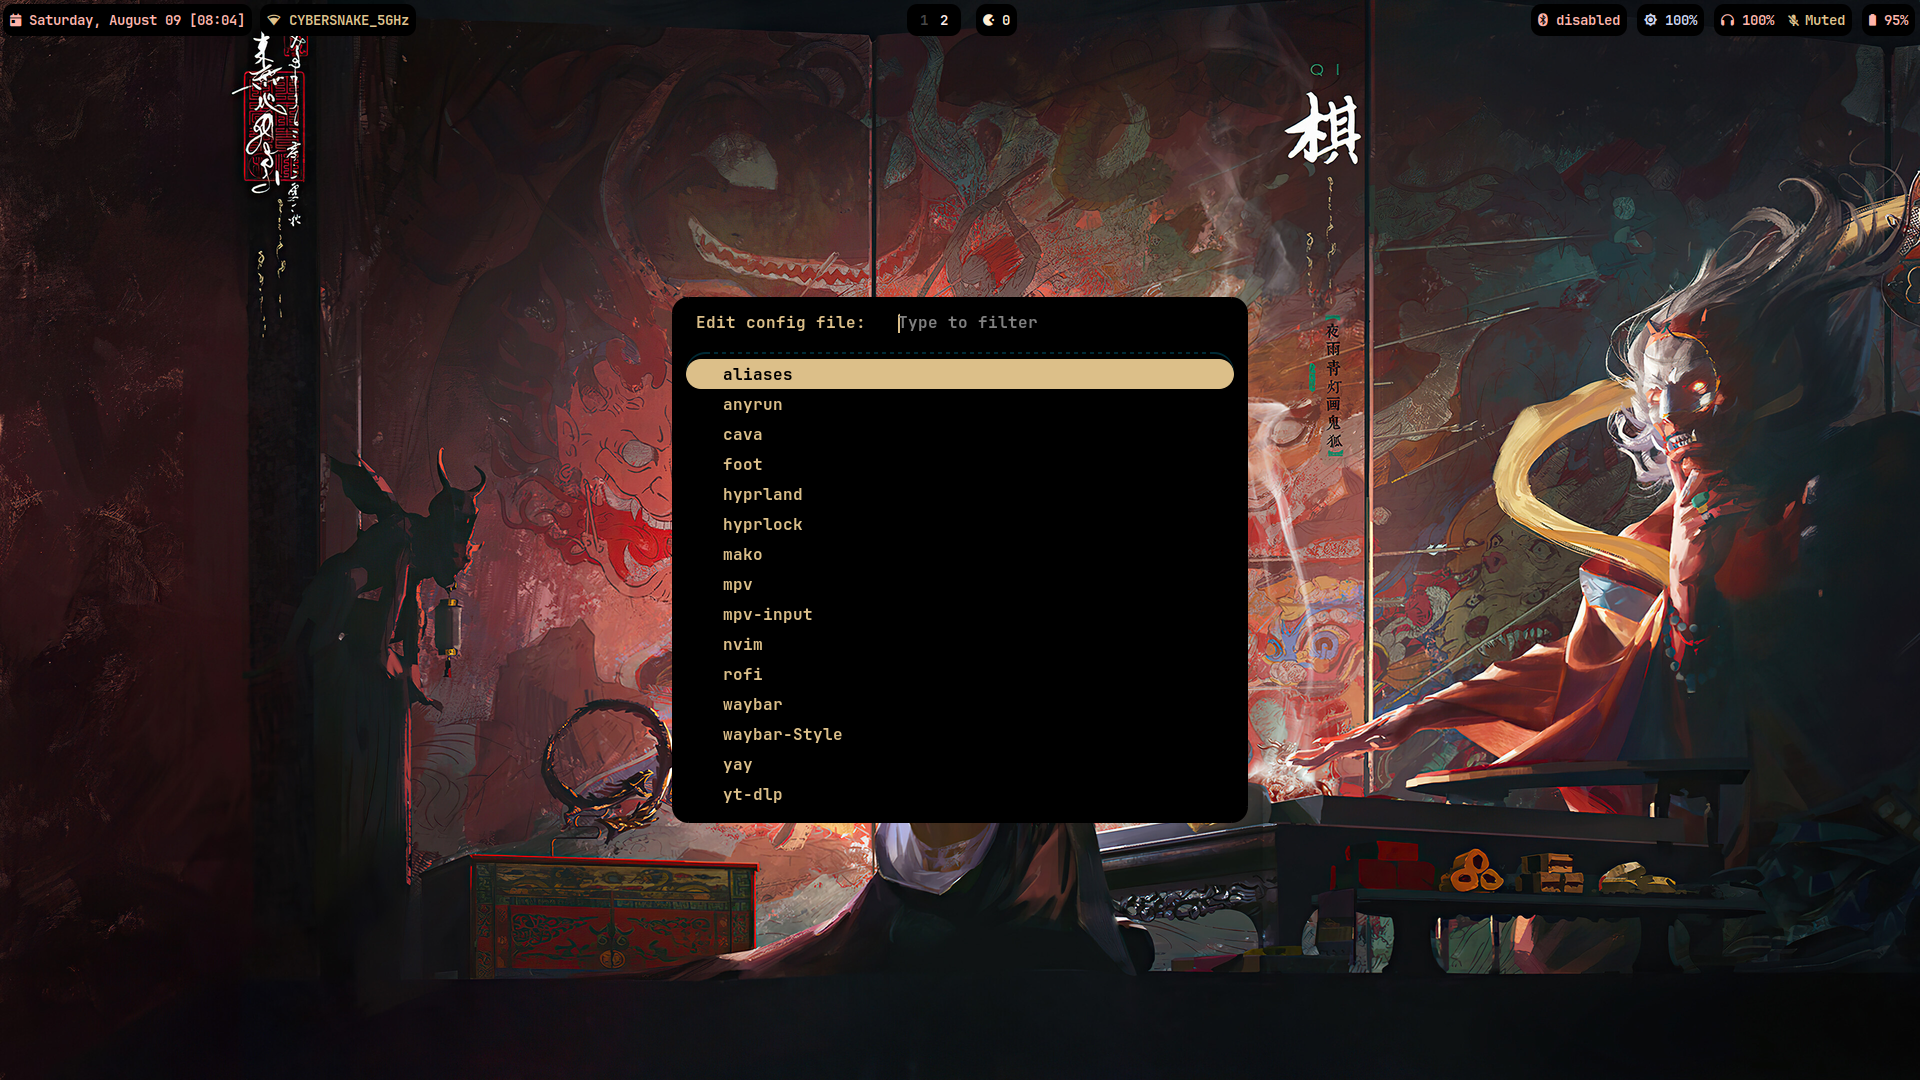 Saturday, August 09 [08:04]
CYBERSNAKE_5GHz
1 2
0
disabled
100%
100% Muted
95%
QI
棋
夜雨青灯画鬼狐
Edit config file: Type to filter
aliases
anyrun
cava
foot
hyprland
hyprlock
mako
mpv
mpv-input
nvim
rofi
waybar
waybar-Style
yay
yt-dlp